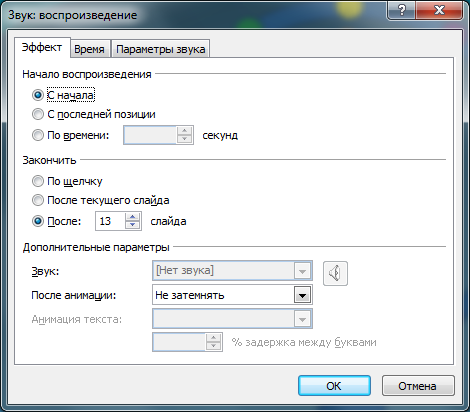 Звук: воспроизведение
Эффект Время Параметры звука
Начало воспроизведения
С начала
С последней позиции
По времени: секунд
Закончить
По щелчку
После текущего слайда
После: 13 слайда
Дополнительные параметры
Звук: [Нет звука]
После анимации: Не затемнять
Анимация текста:
% задержка между буквами
ОК Отмена